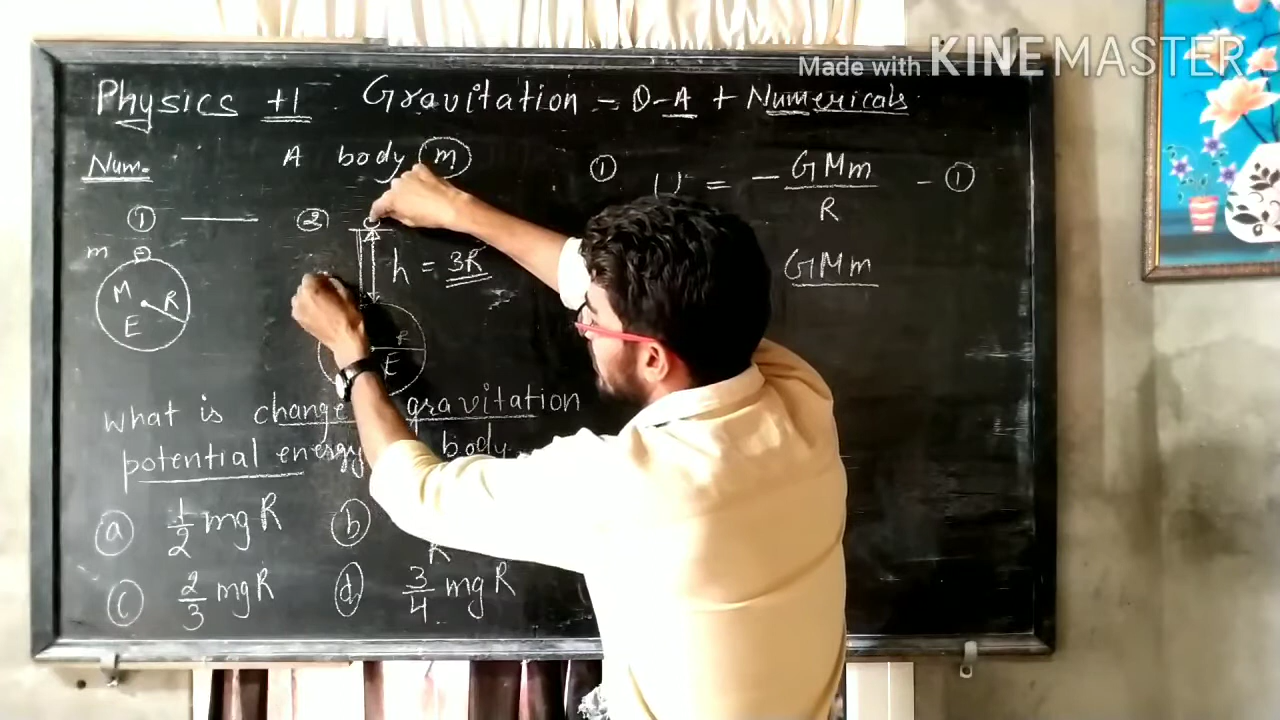 Made with KINEMASTER
Physics +1 . Gravitation - D-A + Numericals
Num. A body m
① ②
m
M R
E
h = 3R
R
E
① U = - GMm / R - ①
GMm
What is change gravitation
potential energy body
ⓐ 1/2 mgR ⓑ R
ⓒ 2/3 mgR ⓓ 3/4 mgR